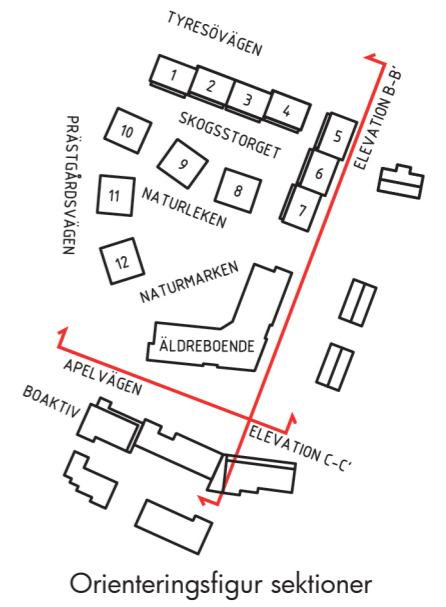 TYRESÖVÄGEN
1
2
3
4
SKOGSSTORGET
5
6
7
ELEVATION B-B'
PRÄSTGÅRDSVÄGEN
10
9
8
11
NATURLEKEN
12
NATURMARKEN
ÄLDREBOENDE
APELVÄGEN
BOAKTIV
ELEVATION C-C'
Orienteringsfigur sektioner